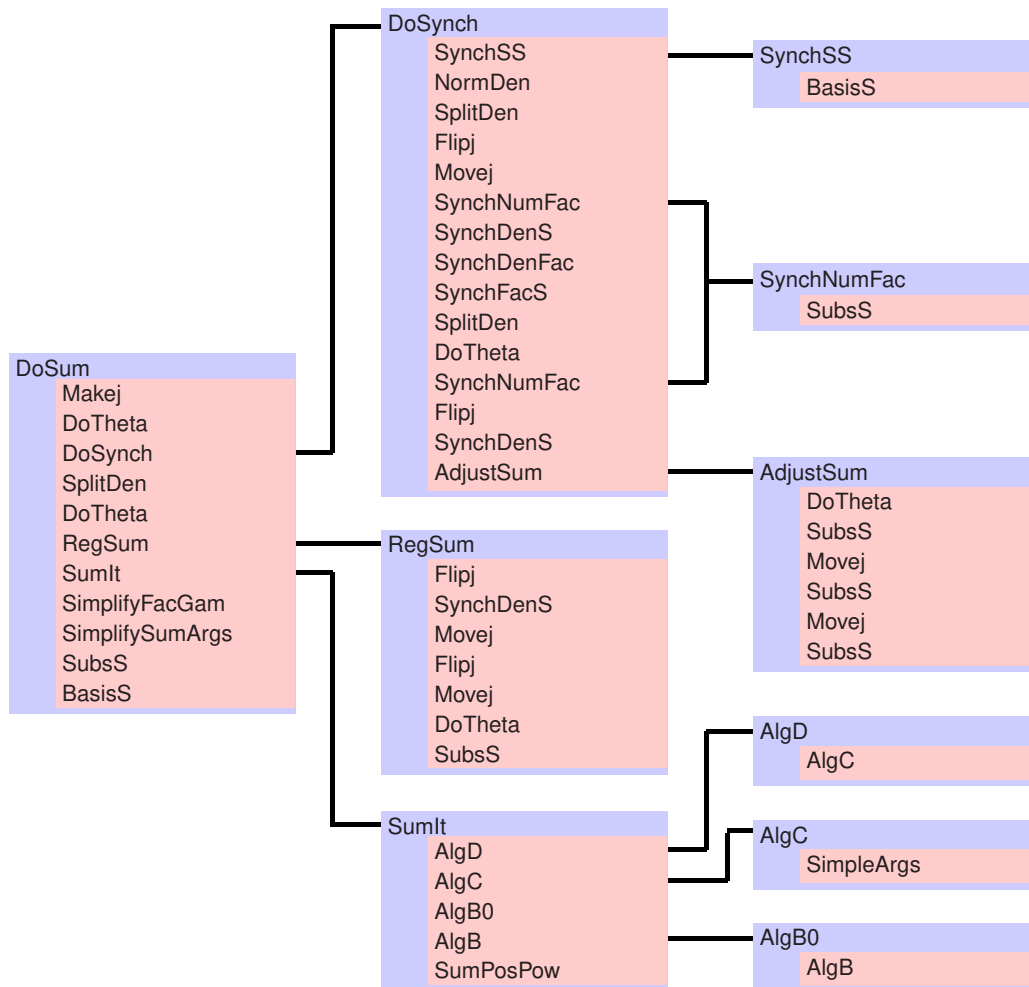 DoSum
Makej
DoTheta
DoSynch
SplitDen
DoTheta
RegSum
SumIt
SimplifyFacGam
SimplifySumArgs
SubsS
BasisS
DoSynch
SynchSS
NormDen
SplitDen
Flipj
Movej
SynchNumFac
SynchDenS
SynchDenFac
SynchFacS
SplitDen
DoTheta
SynchNumFac
Flipj
SynchDenS
AdjustSum
RegSum
Flipj
SynchDenS
Movej
Flipj
Movej
DoTheta
SubsS
SumIt
AlgD
AlgC
AlgB0
AlgB
SumPosPow
SynchSS
BasisS
SynchNumFac
SubsS
AdjustSum
DoTheta
SubsS
Movej
SubsS
Movej
SubsS
AlgD
AlgC
AlgC
SimpleArgs
AlgB0
AlgB